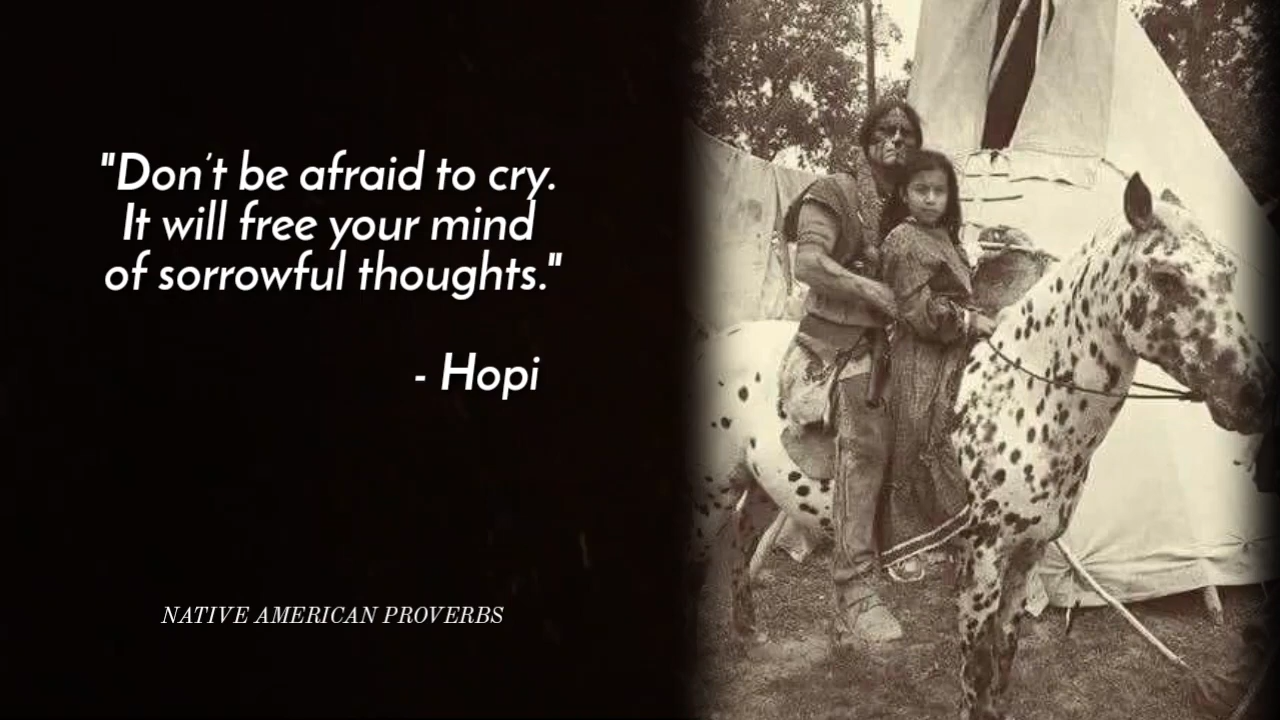 "Don't be afraid to cry.
It will free your mind
of sorrowful thoughts."
- Hopi
NATIVE AMERICAN PROVERBS